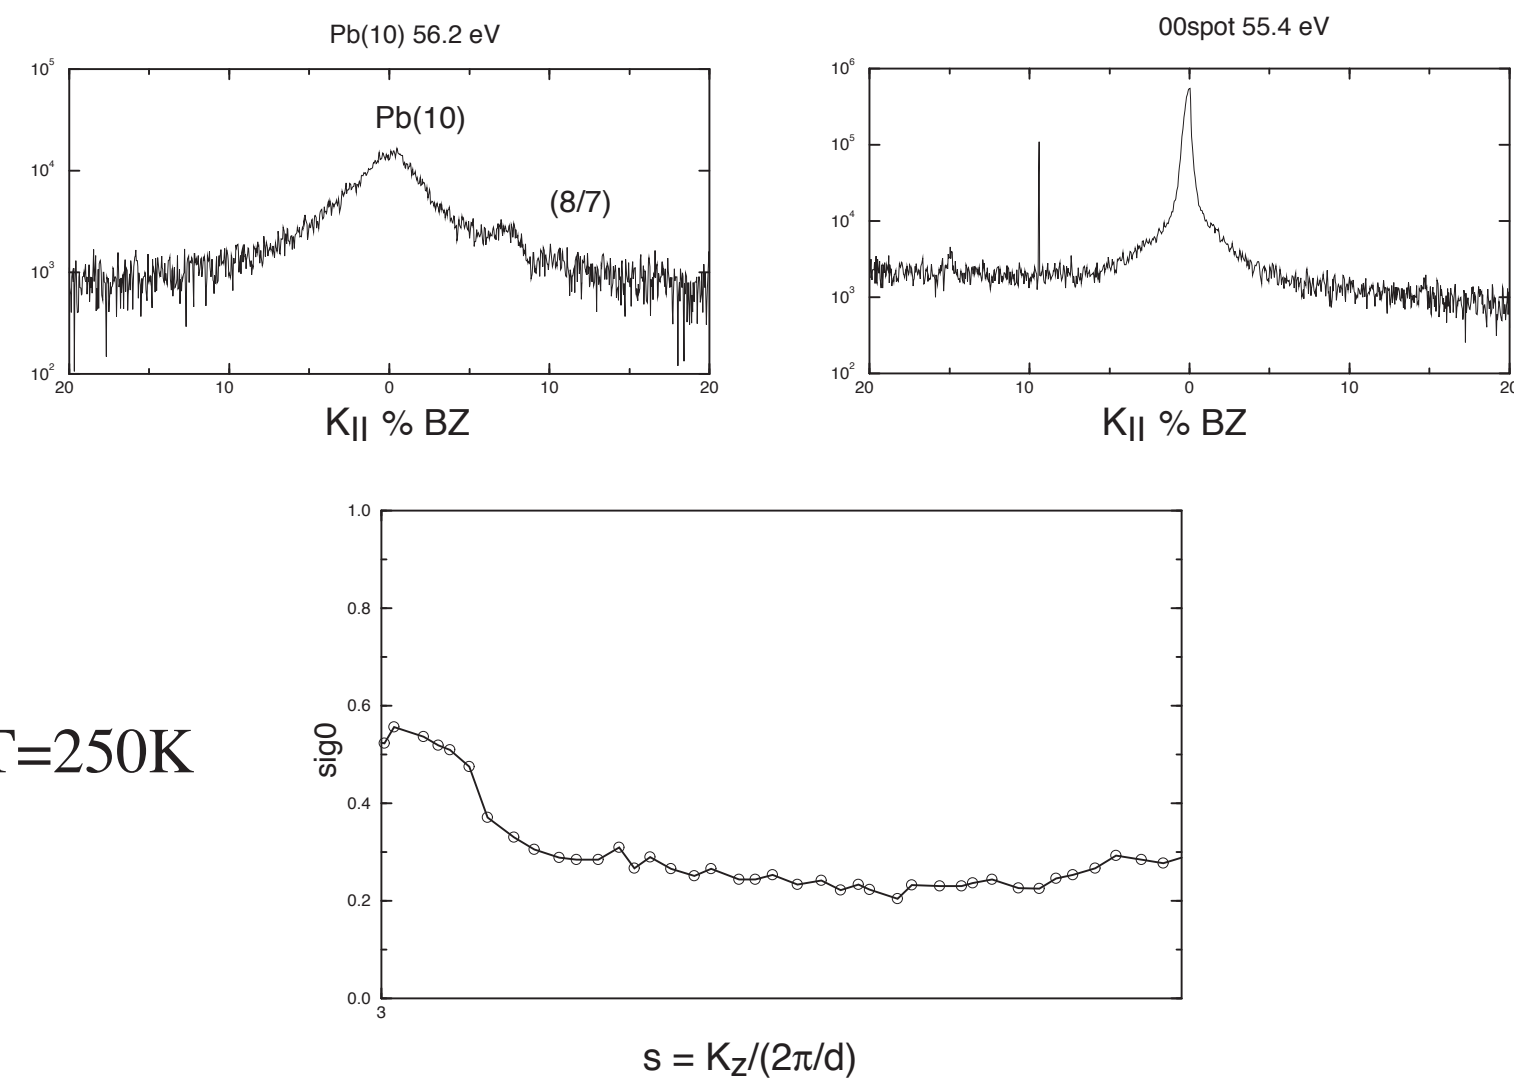 Pb(10) 56.2 eV
10⁵
Pb(10)
10⁴
(8/7)
10³
10²
20 10 0 10 20
K|| % BZ
00spot 55.4 eV
10⁶
10⁵
10⁴
10³
10²
20 10 0 10 20
K|| % BZ
T=250K
1.0
0.8
0.6
sig0
0.4
0.2
0.0
3
s = Kz/(2π/d)